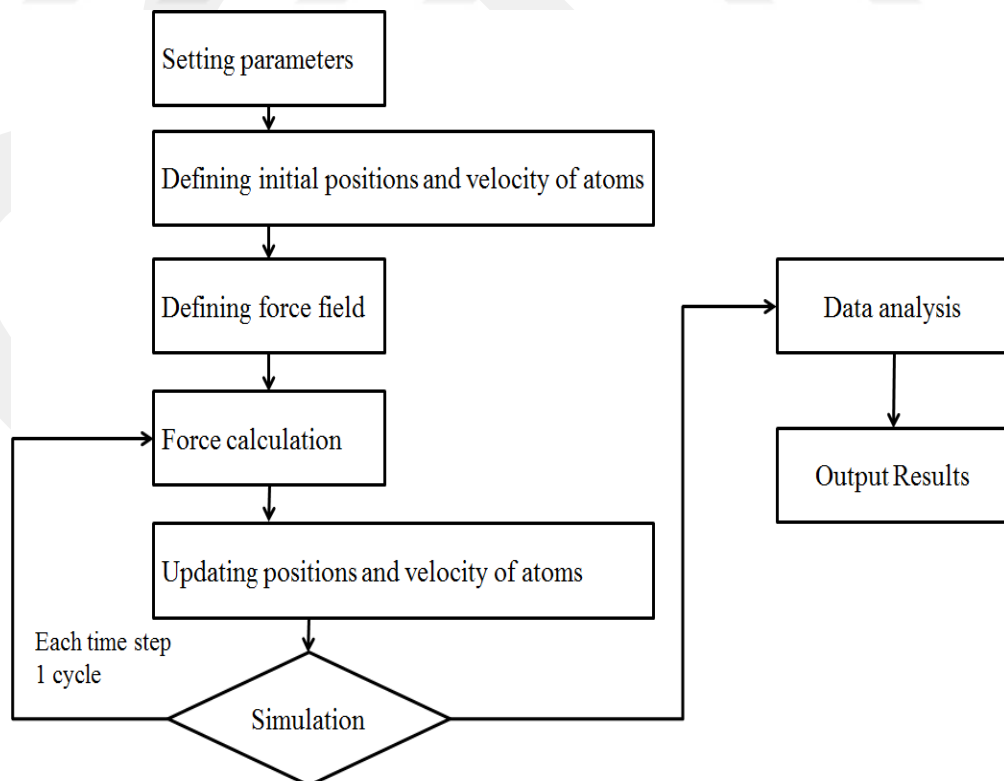 Setting parameters
Defining initial positions and velocity of atoms
Defining force field
Force calculation
Updating positions and velocity of atoms
Each time step
1 cycle
Simulation
Data analysis
Output Results